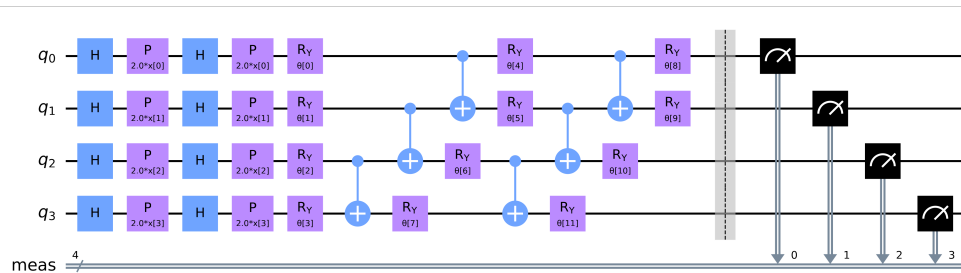 q0 H P 2.0*x[0] H P 2.0*x[0] RY θ[0] RY θ[4] RY θ[8]
q1 H P 2.0*x[1] H P 2.0*x[1] RY θ[1] RY θ[5] RY θ[9]
q2 H P 2.0*x[2] H P 2.0*x[2] RY θ[2] RY θ[6] RY θ[10]
q3 H P 2.0*x[3] H P 2.0*x[3] RY θ[3] RY θ[7] RY θ[11]
meas 4 0 1 2 3